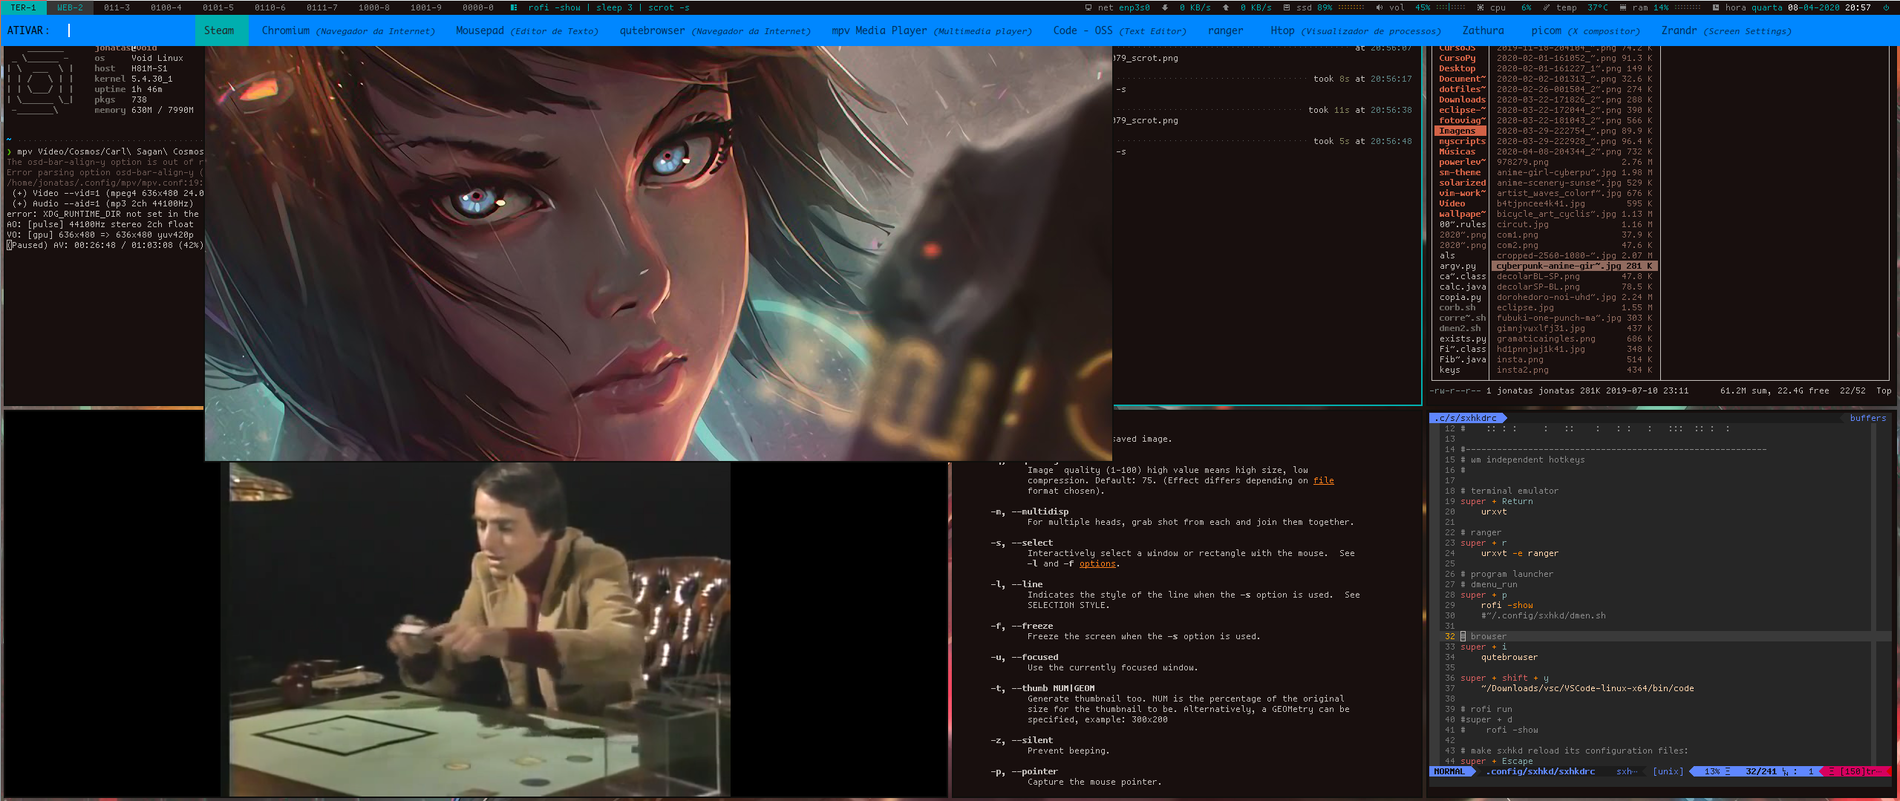 TER-1 WEB-2 011-3 0100-4 0101-5 0110-6 0111-7 1000-8 1001-9 0000-0 rofi -show | sleep 3 | scrot -s net enp3s0 0 KB/s 0 KB/s ssd 89% vol 45% cpu 6% temp 37°C ram 14% hora quarta 08-04-2020 20:57
ATIVAR: Steam Chromium (Navegador da Internet) Mousepad (Editor de Texto) qutebrowser (Navegador da Internet) mpv Media Player (Multimedia player) Code - OSS (Text Editor) ranger Htop (Visualizador de processos) Zathura picom (X compositor) Zrandr (Screen Settings)
jonatas@Void
os Void Linux
host H81M-S1
kernel 5.4.30_1
uptime 1h 46m
pkgs 738
memory 630M / 7990M
~
❯ mpv Vídeo/Cosmos/Carl\ Sagan\ Cosmos
The osd-bar-align-y option is out of r
Error parsing option osd-bar-align-y (
/home/jonatas/.config/mpv/mpv.conf:19:
(+) Video --vid=1 (mpeg4 636x480 24.0
(+) Audio --aid=1 (mp3 2ch 44100Hz)
error: XDG_RUNTIME_DIR not set in the
AO: [pulse] 44100Hz stereo 2ch float
VO: [gpu] 636x480 => 636x480 yuv420p
(Paused) AV: 00:26:48 / 01:03:08 (42%)
at 20:56:07
979_scrot.png
took 8s at 20:56:17
-s
took 11s at 20:56:38
979_scrot.png
took 5s at 20:56:48
-s
CursoJS 2019-11-10-204104_~.png 74.2 K
CursoPy 2020-02-01-161052_~.png 91.3 K
Desktop 2020-02-01-161227_1~png 149 K
Document~ 2020-02-02-101313_~.png 32.6 K
dotfiles~ 2020-02-26-001504_2~.png 274 K
Downloads 2020-03-22-171826_2~.png 288 K
eclipse-~ 2020-03-22-172044_2~.png 390 K
fotoviag~ 2020-03-22-181043_2~.png 566 K
Imagens 2020-03-29-222754_~.png 89.9 K
myscripts 2020-03-29-222928_~.png 96.4 K
Músicas 2020-04-08-204344_2~.png 732 K
powerlev~ 978279.png 2.76 M
sm-theme anime-girl-cyberpu~.png 1.98 M
solarized anime-scenery-sunse~.png 529 K
vim-work~ artist_waves_colorf~.png 676 K
Vídeo b4tjpncee4k41.jpg 595 K
wallpape~ bicycle_art_cyclis~.png 1.13 M
00~.rules circut.jpg 1.16 M
2020~.png com1.png 37.9 K
2020~.png com2.png 47.6 K
als cropped-2560-1080-~.jpg 2.07 M
argv.py cyberpunk-anime-gir~.jpg 281 K
ca~.class decolarBL-SP.png 47.8 K
calc.java decolarSP-BL.png 78.5 K
copia.py dorohedoro-noi-uhd~.jpg 2.24 M
corb.sh eclipse.jpg 1.55 M
corre~.sh fubuki-one-punch-ma~.jpg 303 K
dmen2.sh gimnjvwxlfj31.jpg 437 K
exists.py gramaticaingles.png 686 K
Fi~.class hd1pnnjwj1k41.jpg 348 K
Fib~.java insta.png 514 K
keys insta2.png 434 K
-rw-r--r-- 1 jonatas jonatas 281K 2019-07-10 23:11 61.2M sum, 22.4G free 22/52 Top
saved image.
Image quality (1-100) high value means high size, low
compression. Default: 75. (Effect differs depending on file
format chosen).
-m, --multidisp
For multiple heads, grab shot from each and join them together.
-s, --select
Interactively select a window or rectangle with the mouse. See
-l and -f options.
-l, --line
Indicates the style of the line when the -s option is used. See
SELECTION STYLE.
-f, --freeze
Freeze the screen when the -s option is used.
-u, --focused
Use the currently focused window.
-t, --thumb NUM|GEOM
Generate thumbnail too. NUM is the percentage of the original
size for the thumbnail to be. Alternatively, a GEOMetry can be
specified, example: 300x200
-z, --silent
Prevent beeping.
-p, --pointer
Capture the mouse pointer.
.c/s/sxhkdrc buffers
12 # :: : : : :: : : : : ::: :: : :
13
14 #----------------------------------------------------------
15 # wm independent hotkeys
16 #
17
18 # terminal emulator
19 super + Return
20 urxvt
21
22 # ranger
23 super + r
24 urxvt -e ranger
25
26 # program launcher
27 # dmenu_run
28 super + p
29 rofi -show
30 #~/.config/sxhkd/dmen.sh
31
32 # browser
33 super + i
34 qutebrowser
35
36 super + shift + y
37 ~/Downloads/vsc/VSCode-linux-x64/bin/code
38
39 # rofi run
40 #super + d
41 # rofi -show
42
43 # make sxhkd reload its configuration files:
44 super + Escape
NORMAL .config/sxhkd/sxhkdrc sxh… [unix] 13% 32/241 : 1 [150]tr…